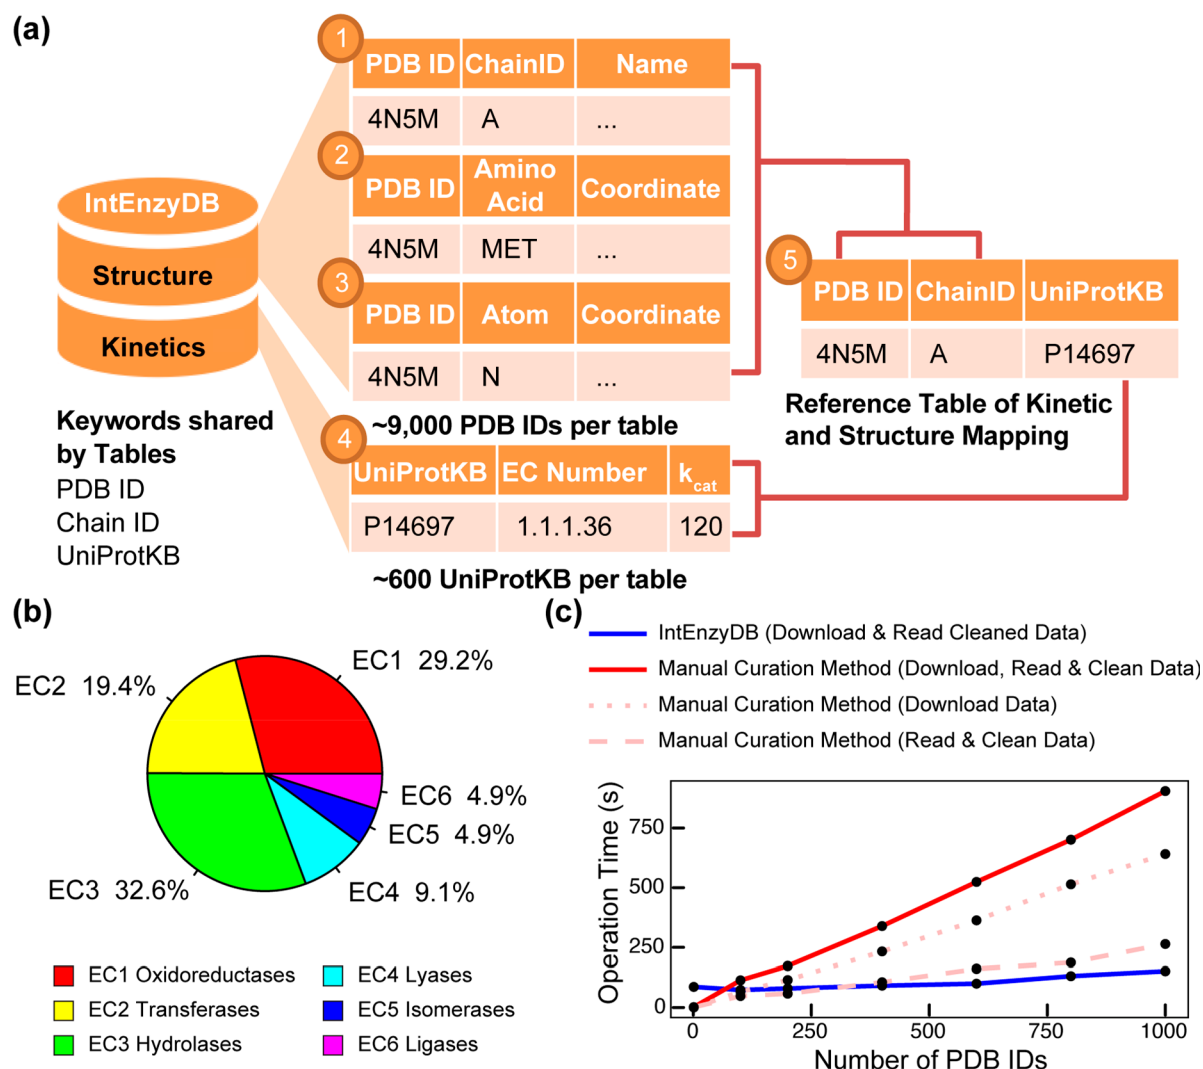 (a)
1
PDB ID ChainID Name
4N5M A ...
2
PDB ID Amino Acid Coordinate
4N5M MET ...
3
PDB ID Atom Coordinate
4N5M N ...
~9,000 PDB IDs per table
IntEnzyDB
Structure
Kinetics
Keywords shared
by Tables
PDB ID
Chain ID
UniProtKB
4
UniProtKB EC Number kcat
P14697 1.1.1.36 120
~600 UniProtKB per table
5
PDB ID ChainID UniProtKB
4N5M A P14697
Reference Table of Kinetic
and Structure Mapping
(b)
EC1 29.2%
EC2 19.4%
EC6 4.9%
EC5 4.9%
EC4 9.1%
EC3 32.6%
EC1 Oxidoreductases
EC2 Transferases
EC3 Hydrolases
EC4 Lyases
EC5 Isomerases
EC6 Ligases
(c)
IntEnzyDB (Download & Read Cleaned Data)
Manual Curation Method (Download, Read & Clean Data)
Manual Curation Method (Download Data)
Manual Curation Method (Read & Clean Data)
Operation Time (s)
750
500
250
0
0 250 500 750 1000
Number of PDB IDs